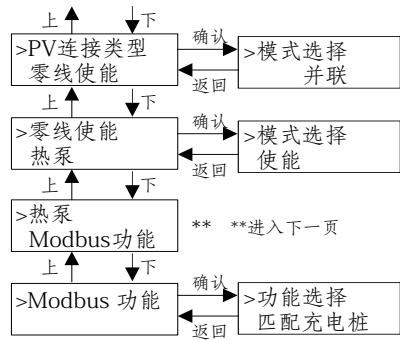 上 下
确认
>PV连接类型
零线使能
>模式选择
并联
返回
上 下
确认
>零线使能
热泵
>模式选择
使能
返回
上 下
>热泵
Modbus功能
** **进入下一页
上 下
确认
>Modbus 功能
>功能选择
匹配充电桩
返回